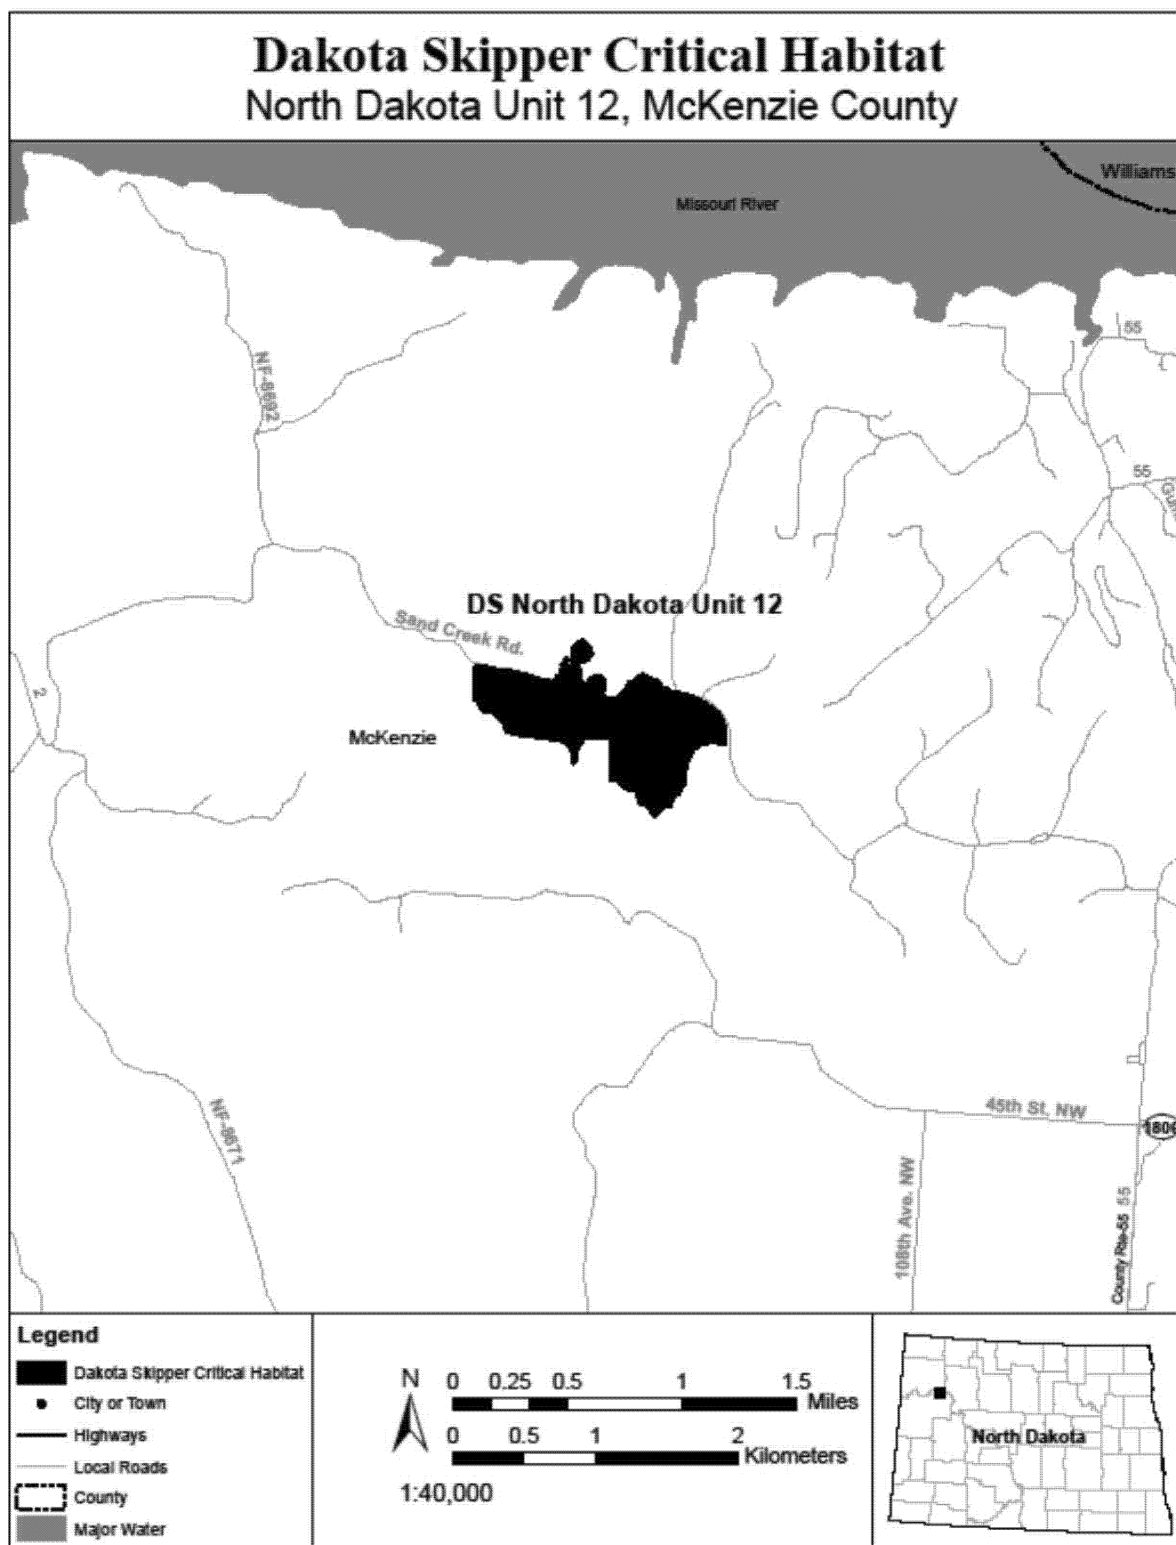 Dakota Skipper Critical Habitat
North Dakota Unit 12, McKenzie County
Williams
Missouri River
55
NF-8692
55
DS North Dakota Unit 12
Sand Creek Rd.
2
McKenzie
45th St. NW
1806
NF-8671
108th Ave. NW
County Rte-55 55
Legend
Dakota Skipper Critical Habitat
City or Town
Highways
Local Roads
County
Major Water
N
0 0.25 0.5 1 1.5
Miles
0 0.5 1 2
Kilometers
1:40,000
North Dakota